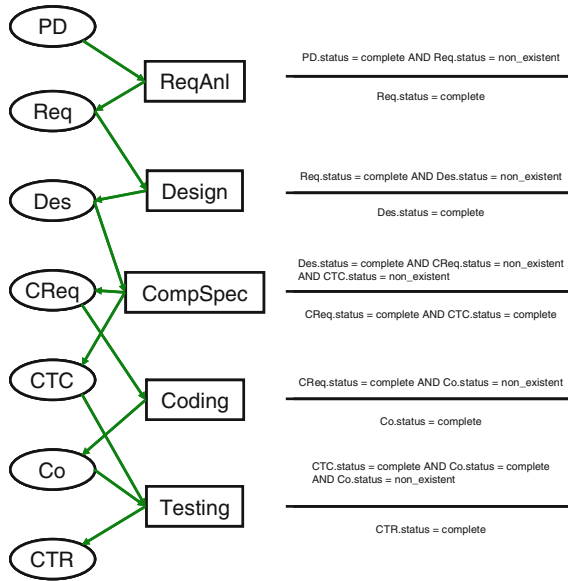 PD
PD.status = complete AND Req.status = non_existent
ReqAnl
Req.status = complete
Req
Req.status = complete AND Des.status = non_existent
Design
Des
Des.status = complete
Des.status = complete AND CReq.status = non_existent
AND CTC.status = non_existent
CReq
CompSpec
CReq.status = complete AND CTC.status = complete
CTC
CReq.status = complete AND Co.status = non_existent
Coding
Co.status = complete
Co
CTC.status = complete AND Co.status = complete
AND Co.status = non_existent
Testing
CTR.status = complete
CTR